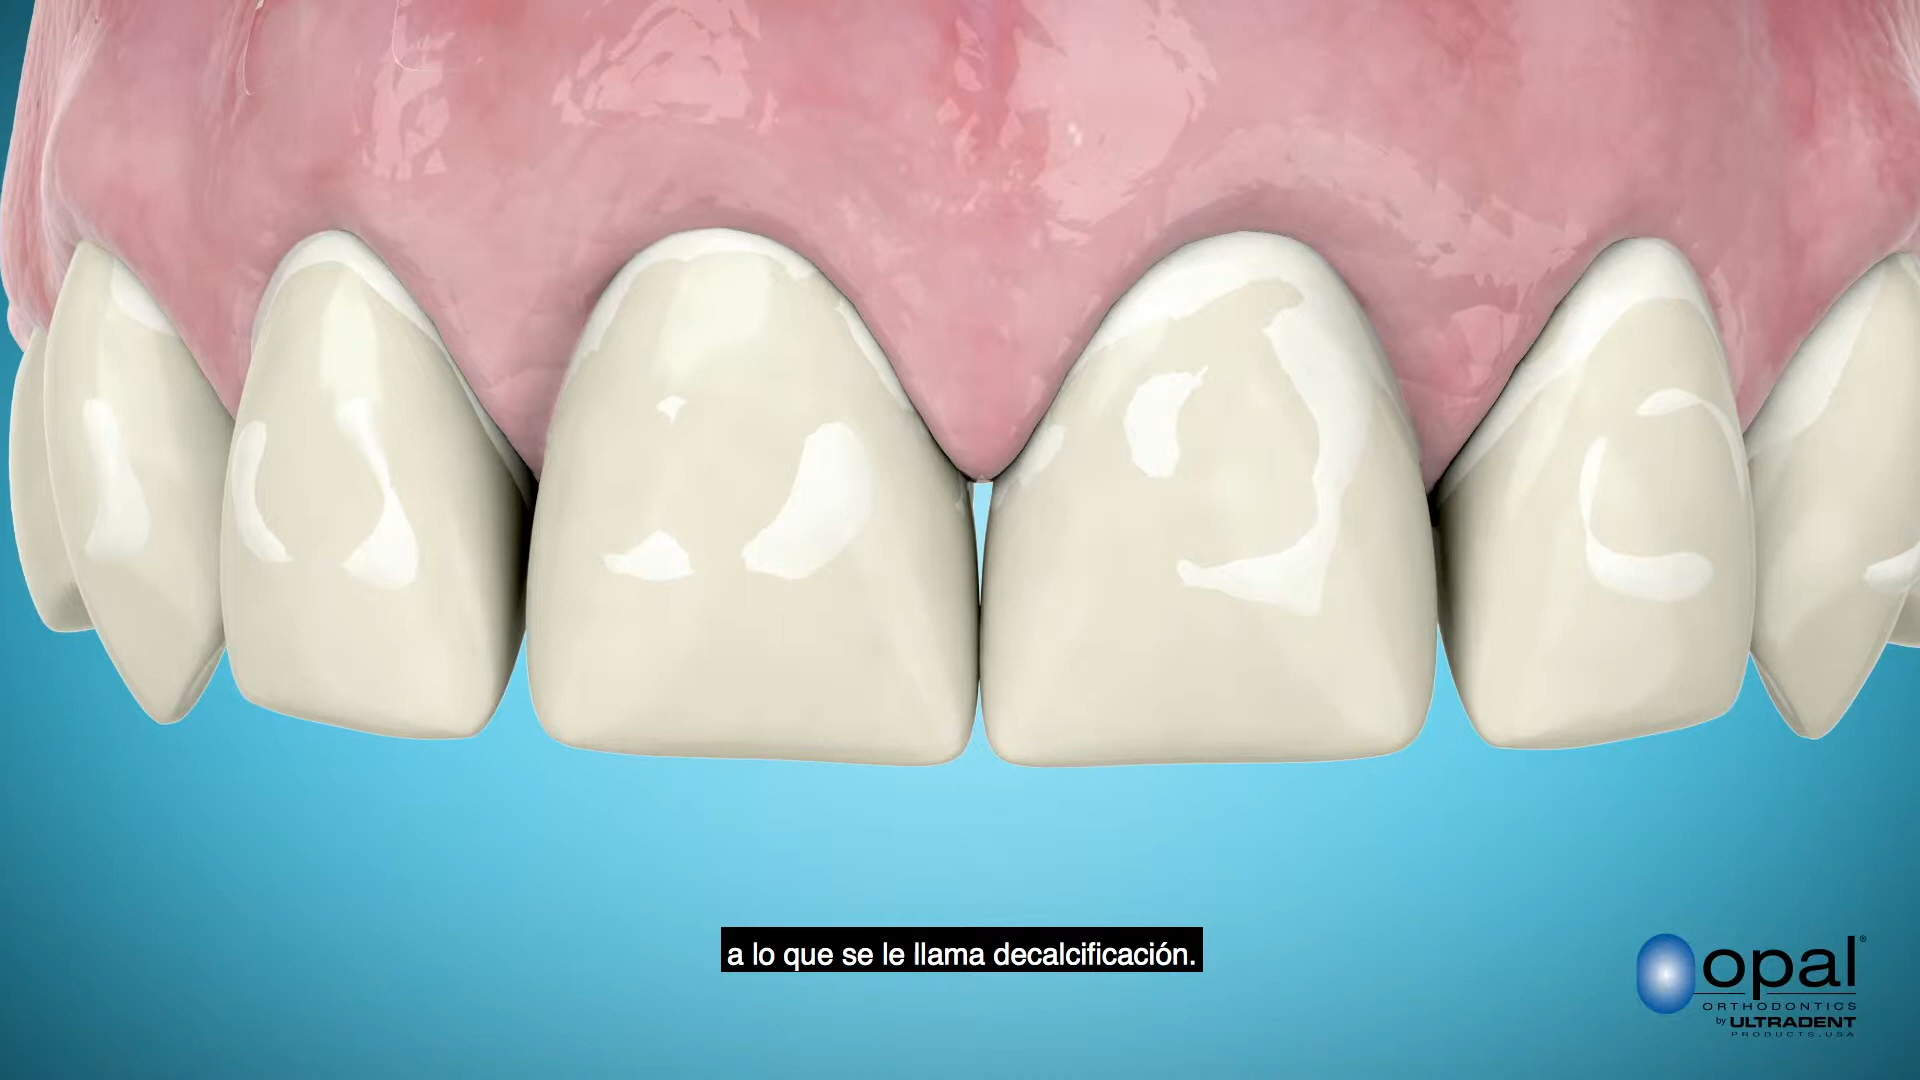 a lo que se le llama decalcificación.
opal®
ORTHODONTICS
by ULTRADENT
PRODUCTS, USA